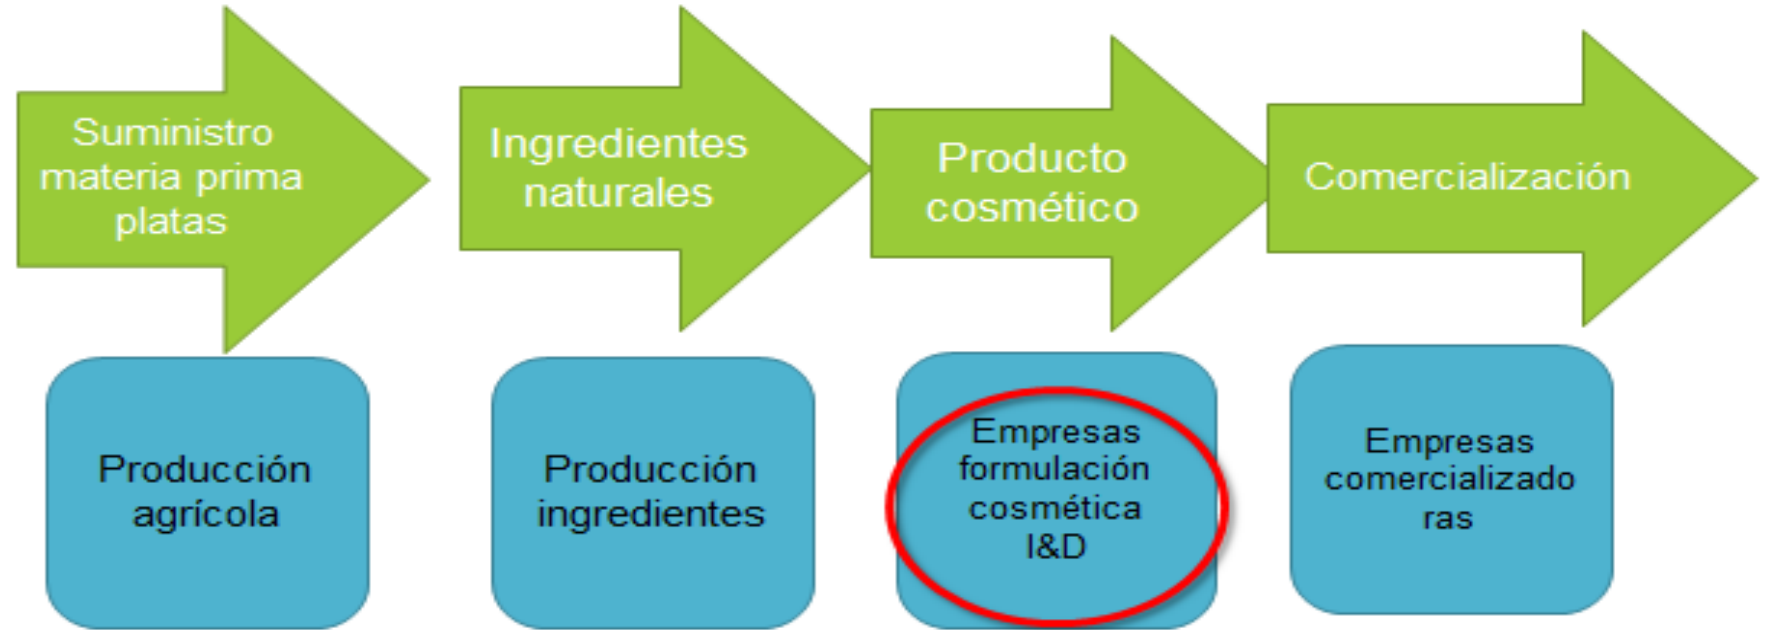 Suministro
materia prima
platas
Ingredientes
naturales
Producto
cosmético
Comercialización
Producción
agrícola
Producción
ingredientes
Empresas
formulación
cosmética
I&D
Empresas
comercializado
ras